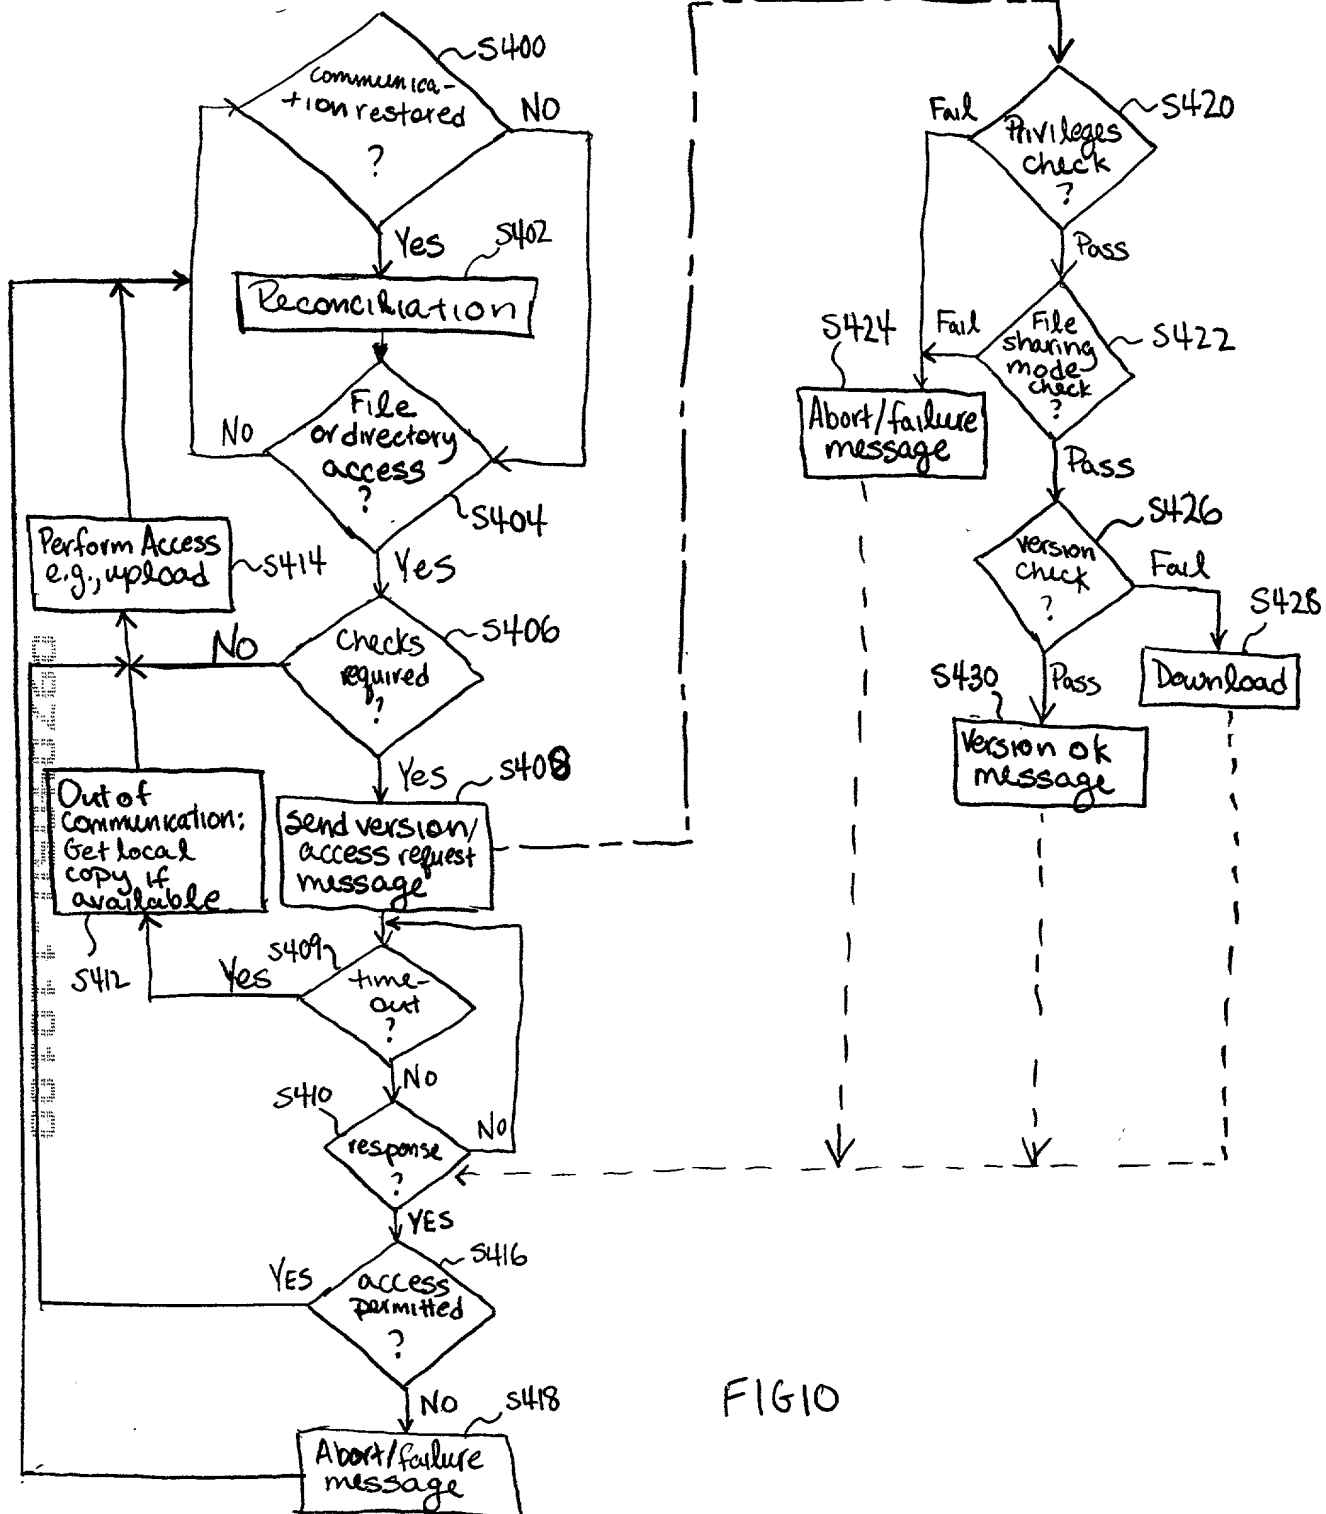 S400
communica-
tion restored
?
NO
Yes
S402
Reconciliation
File
or directory
access
?
NO
S404
Yes
Perform Access
e.g., upload
S414
Checks
required
?
S406
No
Yes
S408
Send version/
access request
message
Out of
communication:
Get local
copy if
available
S412
S409
time-
out
?
Yes
NO
S410
response
?
NO
YES
S416
access
permitted
?
YES
NO
S418
Abort/failure
message
S420
Privileges
check
?
Fail
Pass
S422
File
sharing
mode
check
?
Fail
S424
Abort/failure
message
Pass
S426
version
check
?
Fail
S428
Download
Pass
S430
Version ok
message
FIG10